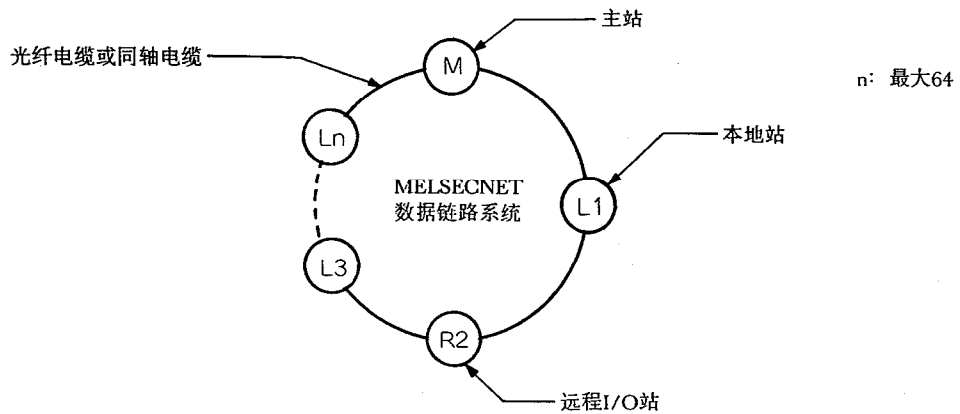 主站
光纤电缆或同轴电缆
M
n: 最大64
Ln
本地站
MELSECNET
数据链路系统
L1
L3
R2
远程I/O站